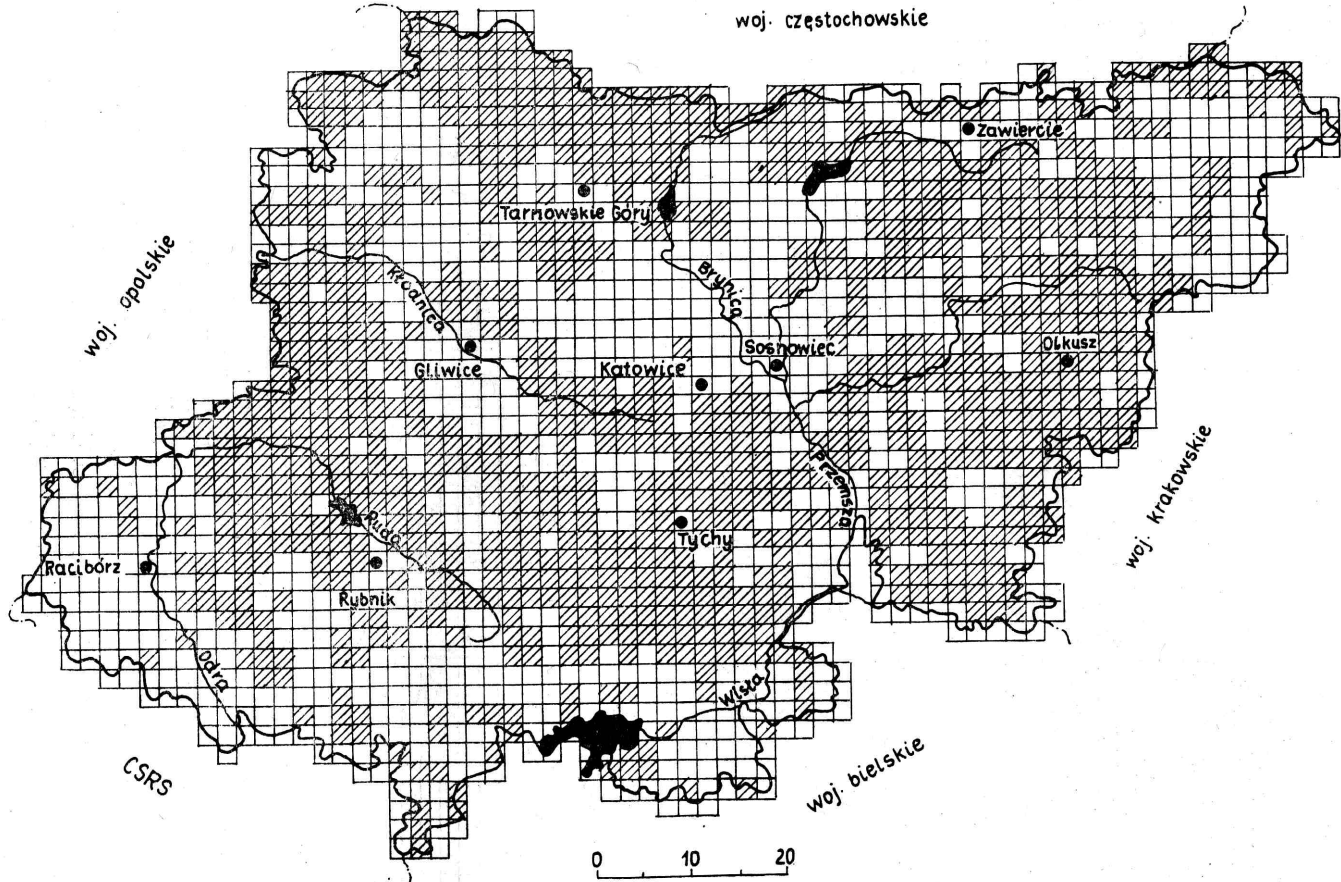 woj. częstochowskie
Zawiercie
Tarnowskie Góry
woj. opolskie
Brynica
Kłodnica
Sosnowiec
Olkusz
Gliwice
Katowice
Przemsza
woj. krakowskie
Ruda
Tychy
Racibórz
Rybnik
Odra
Wisła
woj. bielskie
CSRS
0 10 20